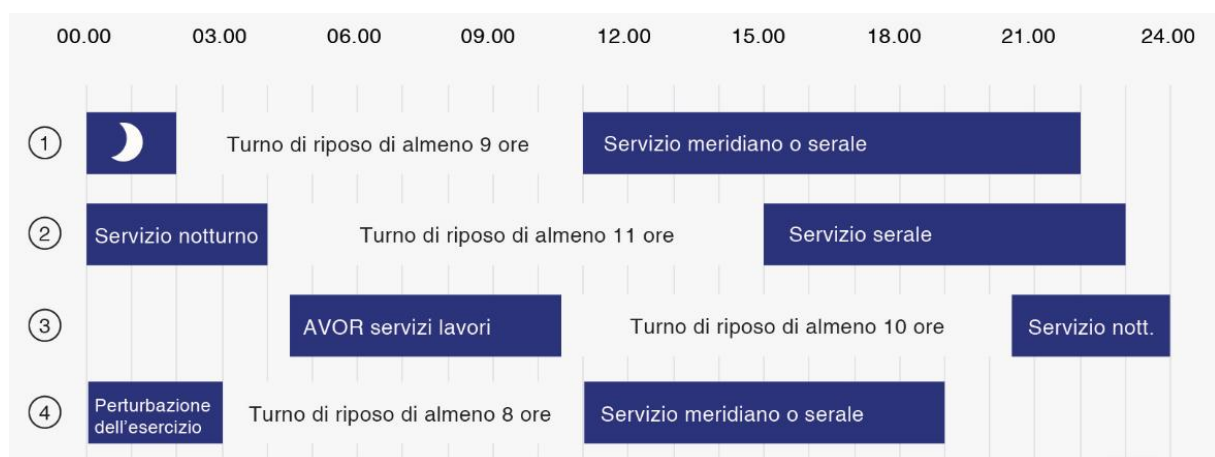 00.00 03.00 06.00 09.00 12.00 15.00 18.00 21.00 24.00
1 Turno di riposo di almeno 9 ore Servizio meridiano o serale
2 Servizio notturno Turno di riposo di almeno 11 ore Servizio serale
3 AVOR servizi lavori Turno di riposo di almeno 10 ore Servizio nott.
4 Perturbazione
dell'esercizio Turno di riposo di almeno 8 ore Servizio meridiano o serale